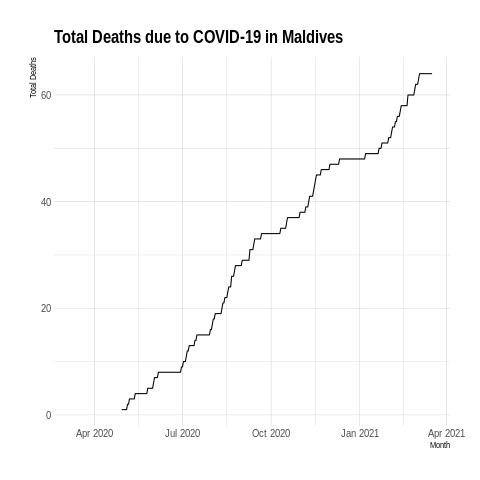 Total Deaths due to COVID-19 in Maldives
Total Deaths
60
40
20
0
Apr 2020 Jul 2020 Oct 2020 Jan 2021 Apr 2021
Month